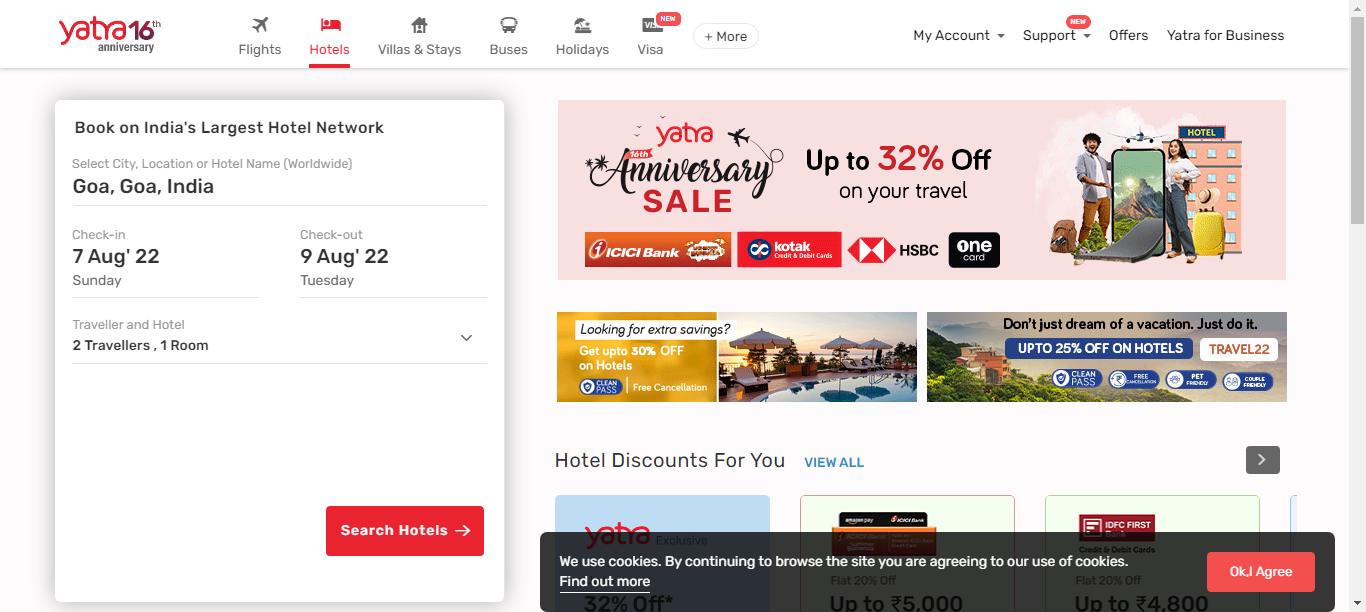 yatra 16th
anniversary
Flights
Hotels
Villas & Stays
Buses
Holidays
VISA
NEW
Visa
+ More
My Account
NEW
Support
Offers
Yatra for Business
Book on India's Largest Hotel Network
Select City, Location or Hotel Name (Worldwide)
Goa, Goa, India
Check-in
7 Aug' 22
Sunday
Check-out
9 Aug' 22
Tuesday
Traveller and Hotel
2 Travellers , 1 Room
Search Hotels
yatra
16th
Anniversary
SALE
Up to 32% Off
on your travel
HOTEL
ICICI Bank
kotak
Credit & Debit Cards
HSBC
one
card
Looking for extra savings?
Get upto 30% OFF
on Hotels
CLEAN
PASS
Free Cancellation
Don't just dream of a vacation. Just do it.
UPTO 25% OFF ON HOTELS
TRAVEL22
CLEAN
PASS
FREE
CANCELLATION
PET
FRIENDLY
COUPLE
FRIENDLY
Hotel Discounts For You
VIEW ALL
yatra Exclusive
32% Off*
amazon pay ICICI Bank
ICICI Bank
Flat 20% Off
Up to ₹5,000
IDFC FIRST
Bank
Credit & Debit Cards
Flat 20% Off
Up to ₹4,800
We use cookies. By continuing to browse the site you are agreeing to our use of cookies.
Find out more
Ok,I Agree